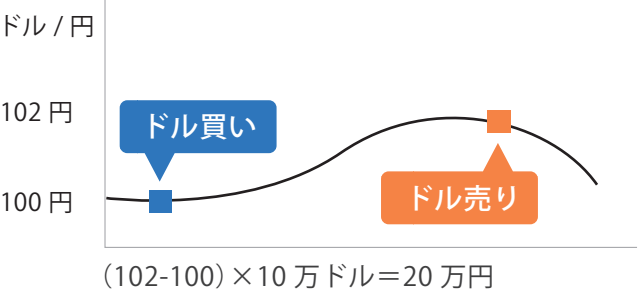 ドル / 円
102 円
ドル買い
100 円
ドル売り
(102-100)×10 万ドル＝20 万円